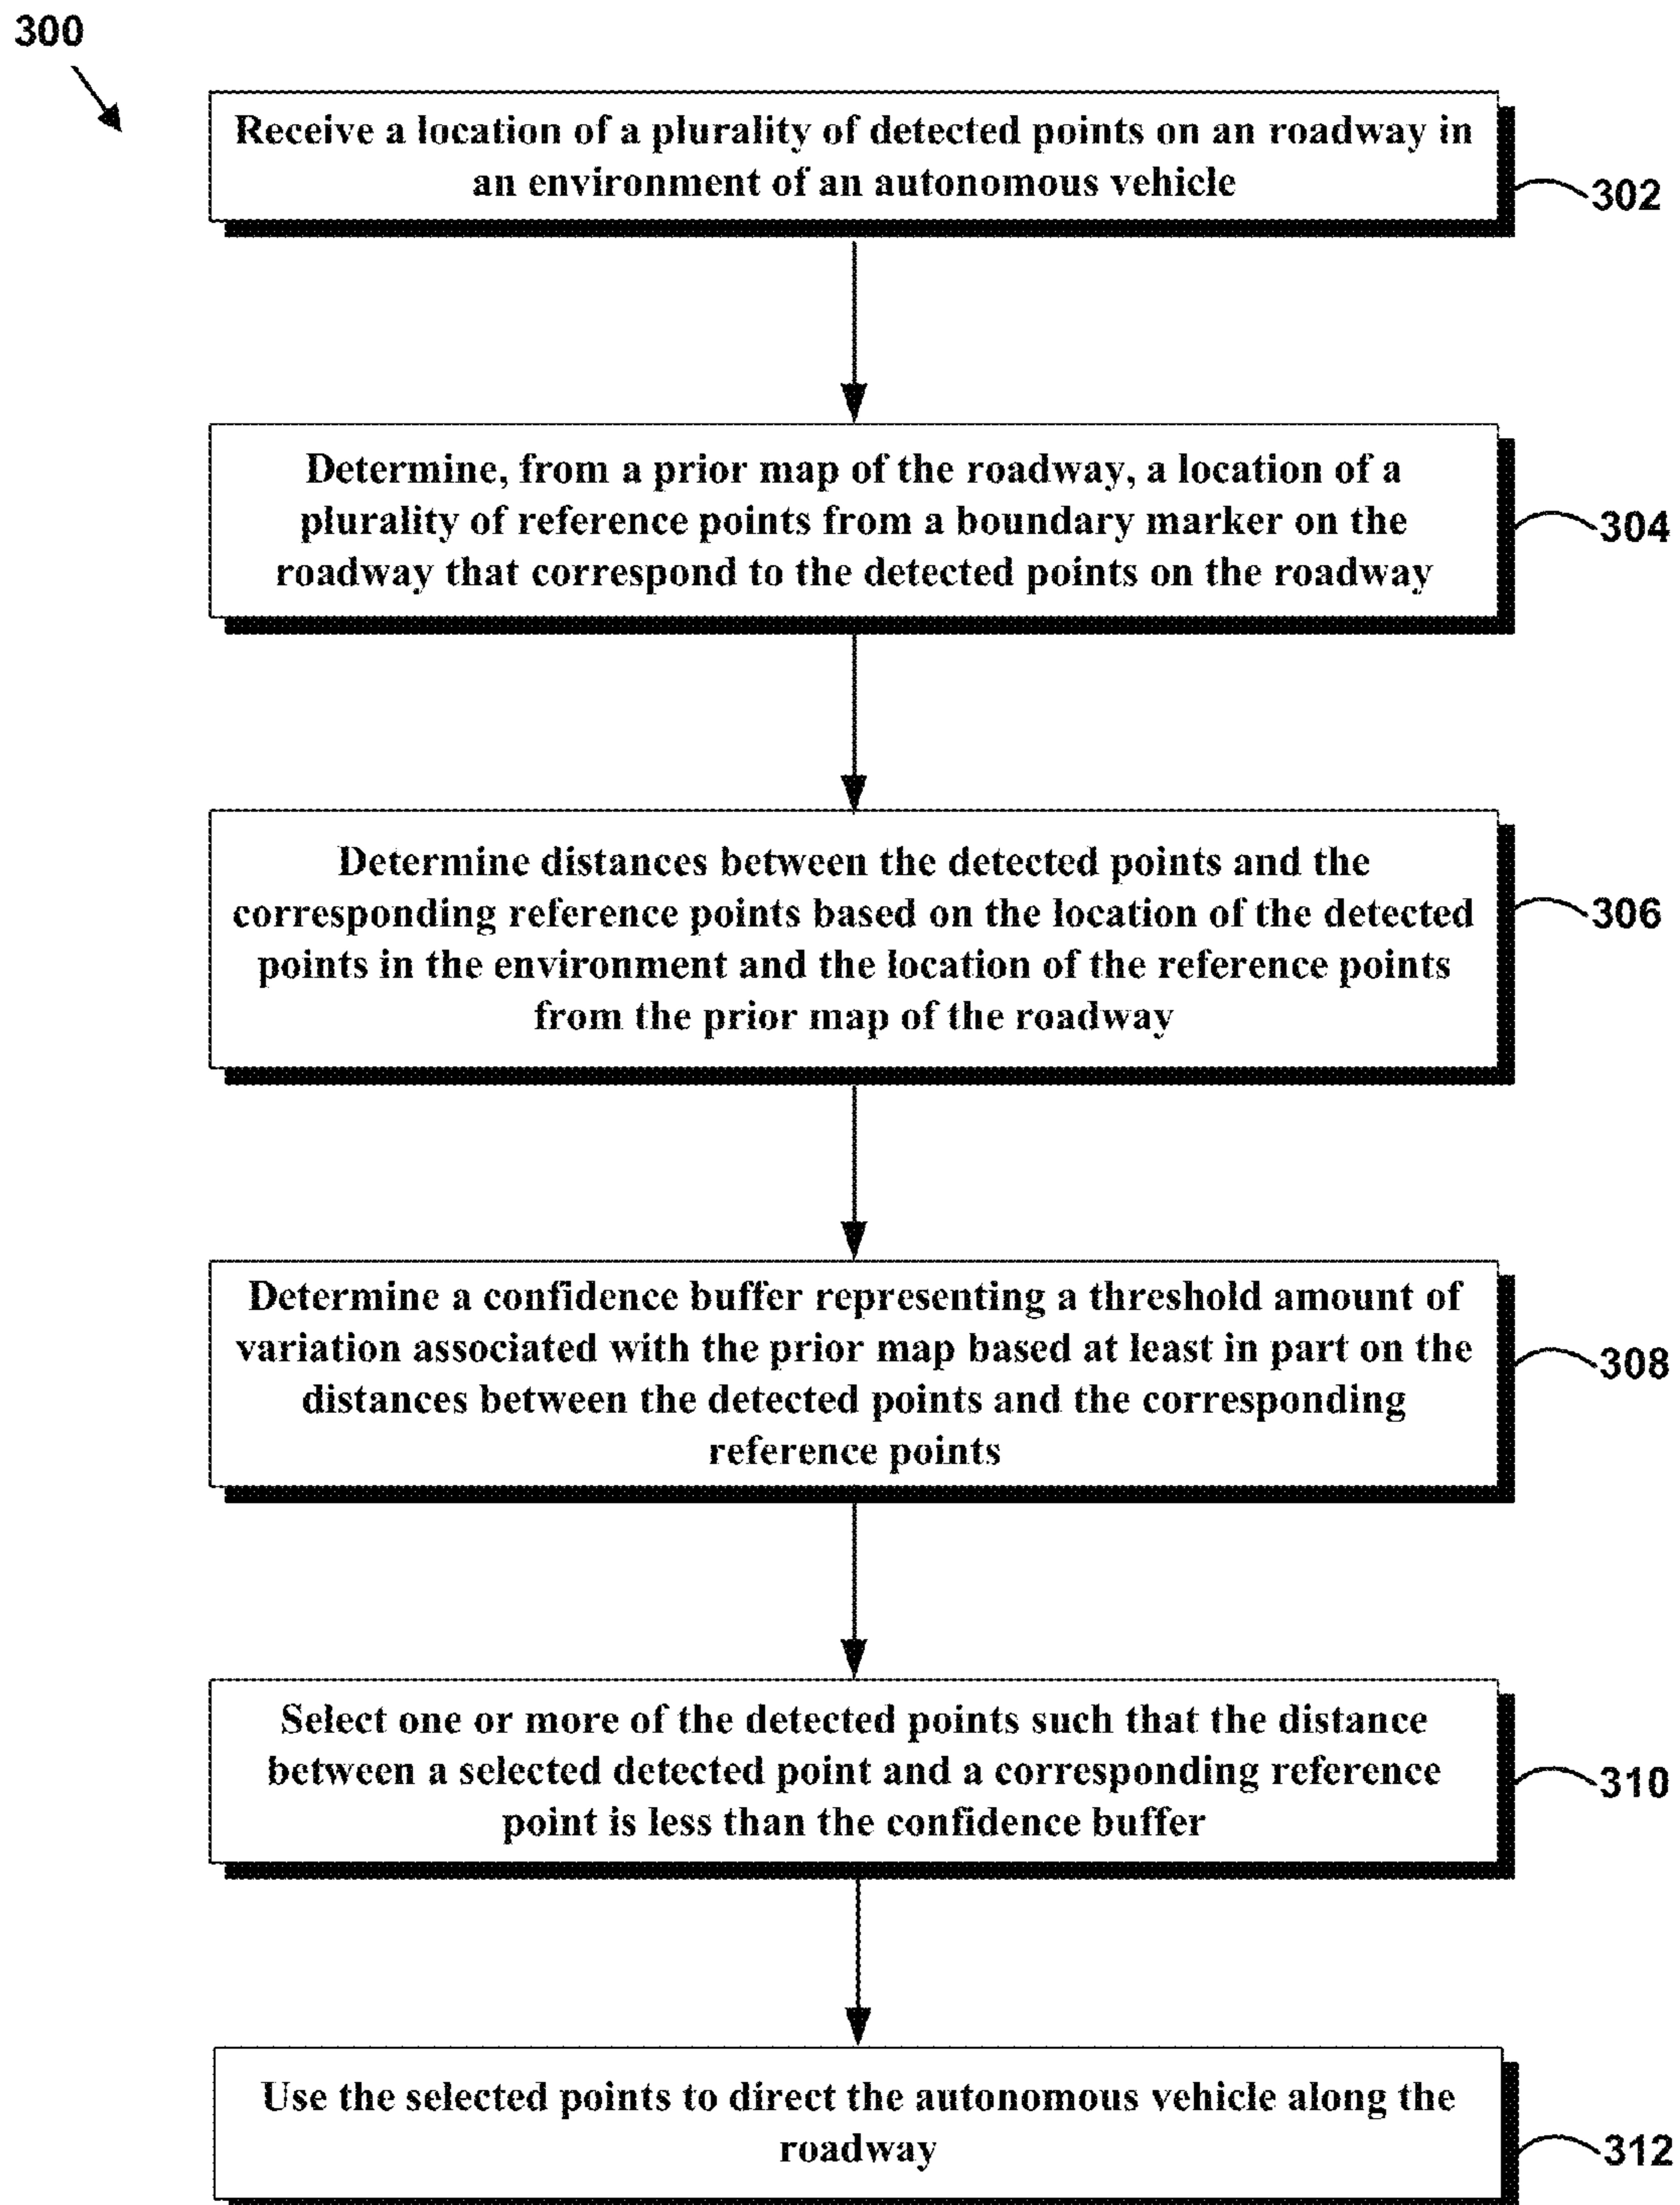 300
Receive a location of a plurality of detected points on an roadway in
an environment of an autonomous vehicle
302
Determine, from a prior map of the roadway, a location of a
plurality of reference points from a boundary marker on the
roadway that correspond to the detected points on the roadway
304
Determine distances between the detected points and the
corresponding reference points based on the location of the detected
points in the environment and the location of the reference points
from the prior map of the roadway
306
Determine a confidence buffer representing a threshold amount of
variation associated with the prior map based at least in part on the
distances between the detected points and the corresponding
reference points
308
Select one or more of the detected points such that the distance
between a selected detected point and a corresponding reference
point is less than the confidence buffer
310
Use the selected points to direct the autonomous vehicle along the
roadway
312